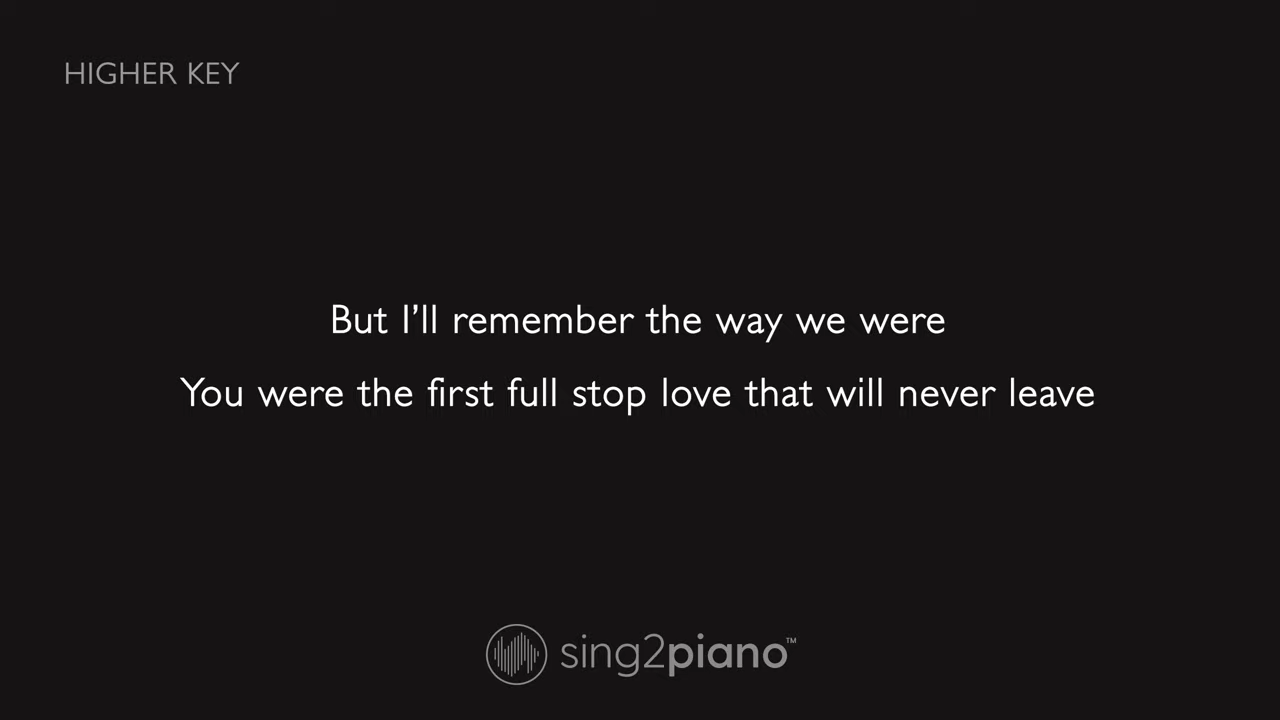 HIGHER KEY
But I'll remember the way we were
You were the first full stop love that will never leave
sing2piano™